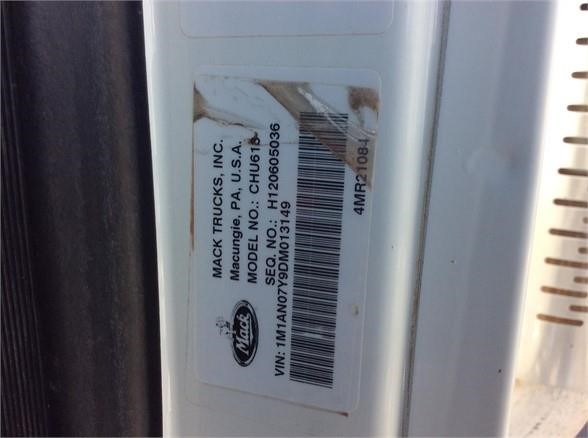 Mack
MACK TRUCKS, INC.
Macungie, PA, U.S.A.
MODEL NO.: CHU613
SEQ. NO.: H120605036
VIN: 1M1AN07Y9DM013149
4MR21084